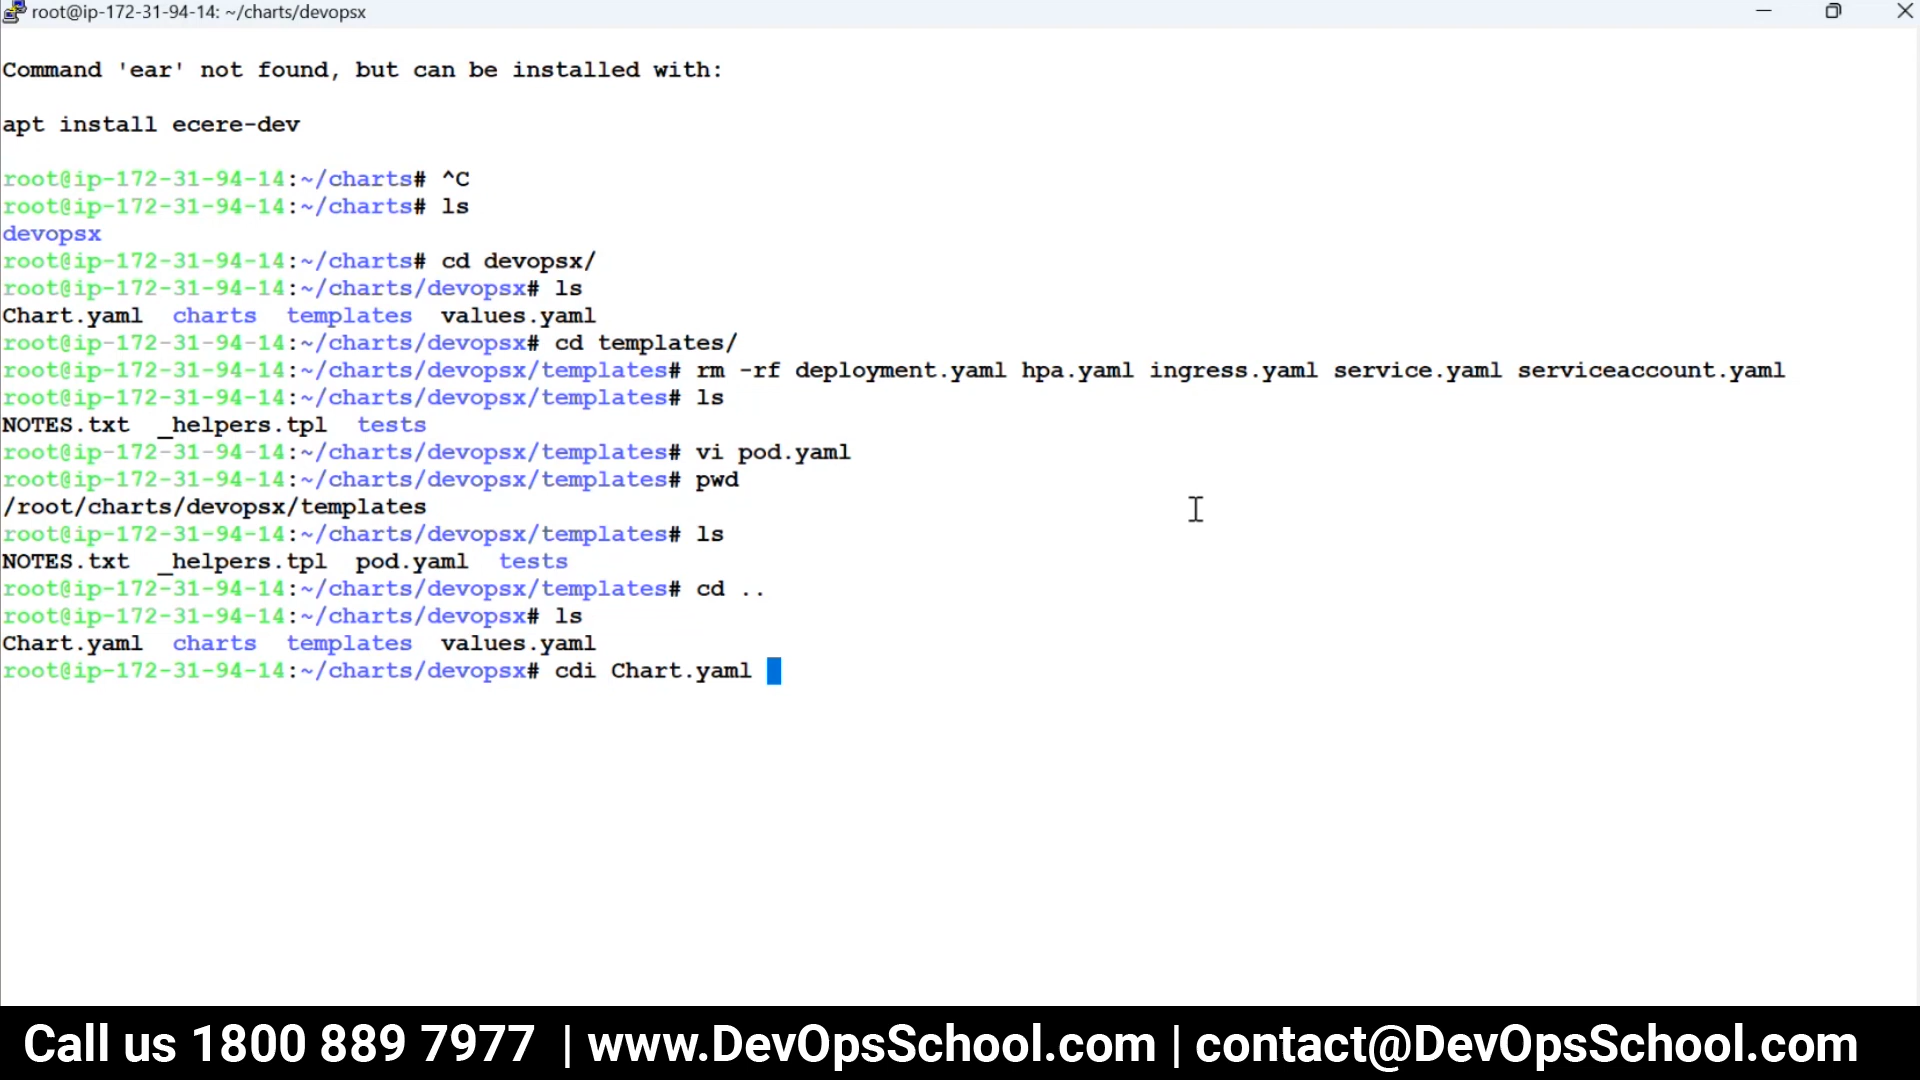 root@ip-172-31-94-14: ~/charts/devopsx
Command 'ear' not found, but can be installed with:
apt install ecere-dev
root@ip-172-31-94-14:~/charts# ^C
root@ip-172-31-94-14:~/charts# ls
devopsx
root@ip-172-31-94-14:~/charts# cd devopsx/
root@ip-172-31-94-14:~/charts/devopsx# ls
Chart.yaml  charts  templates  values.yaml
root@ip-172-31-94-14:~/charts/devopsx# cd templates/
root@ip-172-31-94-14:~/charts/devopsx/templates# rm -rf deployment.yaml hpa.yaml ingress.yaml service.yaml serviceaccount.yaml
root@ip-172-31-94-14:~/charts/devopsx/templates# ls
NOTES.txt  _helpers.tpl  tests
root@ip-172-31-94-14:~/charts/devopsx/templates# vi pod.yaml
root@ip-172-31-94-14:~/charts/devopsx/templates# pwd
/root/charts/devopsx/templates
root@ip-172-31-94-14:~/charts/devopsx/templates# ls
NOTES.txt  _helpers.tpl  pod.yaml  tests
root@ip-172-31-94-14:~/charts/devopsx/templates# cd ..
root@ip-172-31-94-14:~/charts/devopsx# ls
Chart.yaml  charts  templates  values.yaml
root@ip-172-31-94-14:~/charts/devopsx# cdi Chart.yaml
Call us 1800 889 7977 | www.DevOpsSchool.com | contact@DevOpsSchool.com